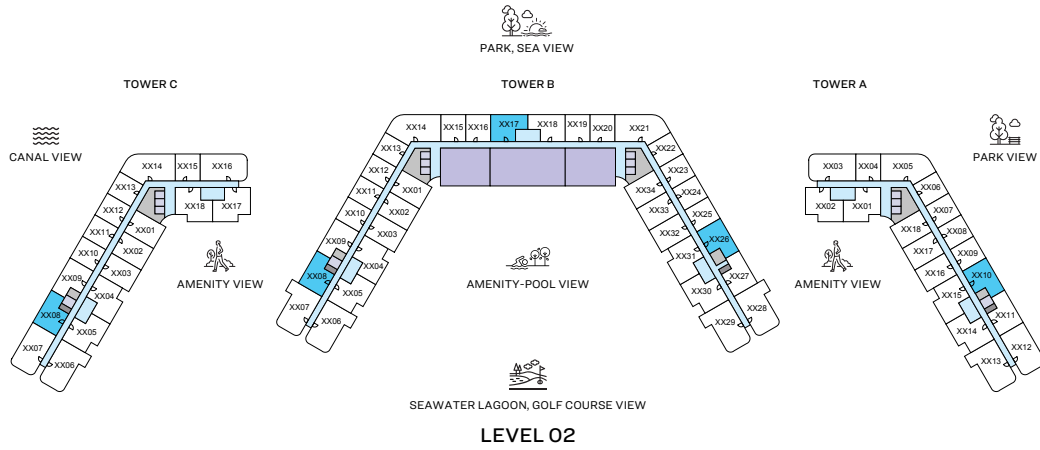 PARK, SEA VIEW
TOWER C
TOWER B
TOWER A
CANAL VIEW
PARK VIEW
XX14
XX15
XX16
XX13
XX12
XX11
XX10
XX09
XX08
XX07
XX06
XX05
XX04
XX03
XX02
XX01
XX18
XX17
AMENITY VIEW
XX14
XX15
XX16
XX17
XX18
XX19
XX20
XX21
XX13
XX12
XX11
XX10
XX09
XX08
XX07
XX06
XX05
XX04
XX03
XX02
XX01
XX22
XX23
XX24
XX25
XX26
XX27
XX28
XX29
XX30
XX31
XX32
XX33
XX34
AMENITY-POOL VIEW
XX03
XX04
XX05
XX02
XX01
XX06
XX07
XX08
XX09
XX10
XX11
XX12
XX13
XX14
XX15
XX16
XX17
XX18
AMENITY VIEW
SEAWATER LAGOON, GOLF COURSE VIEW
LEVEL 02